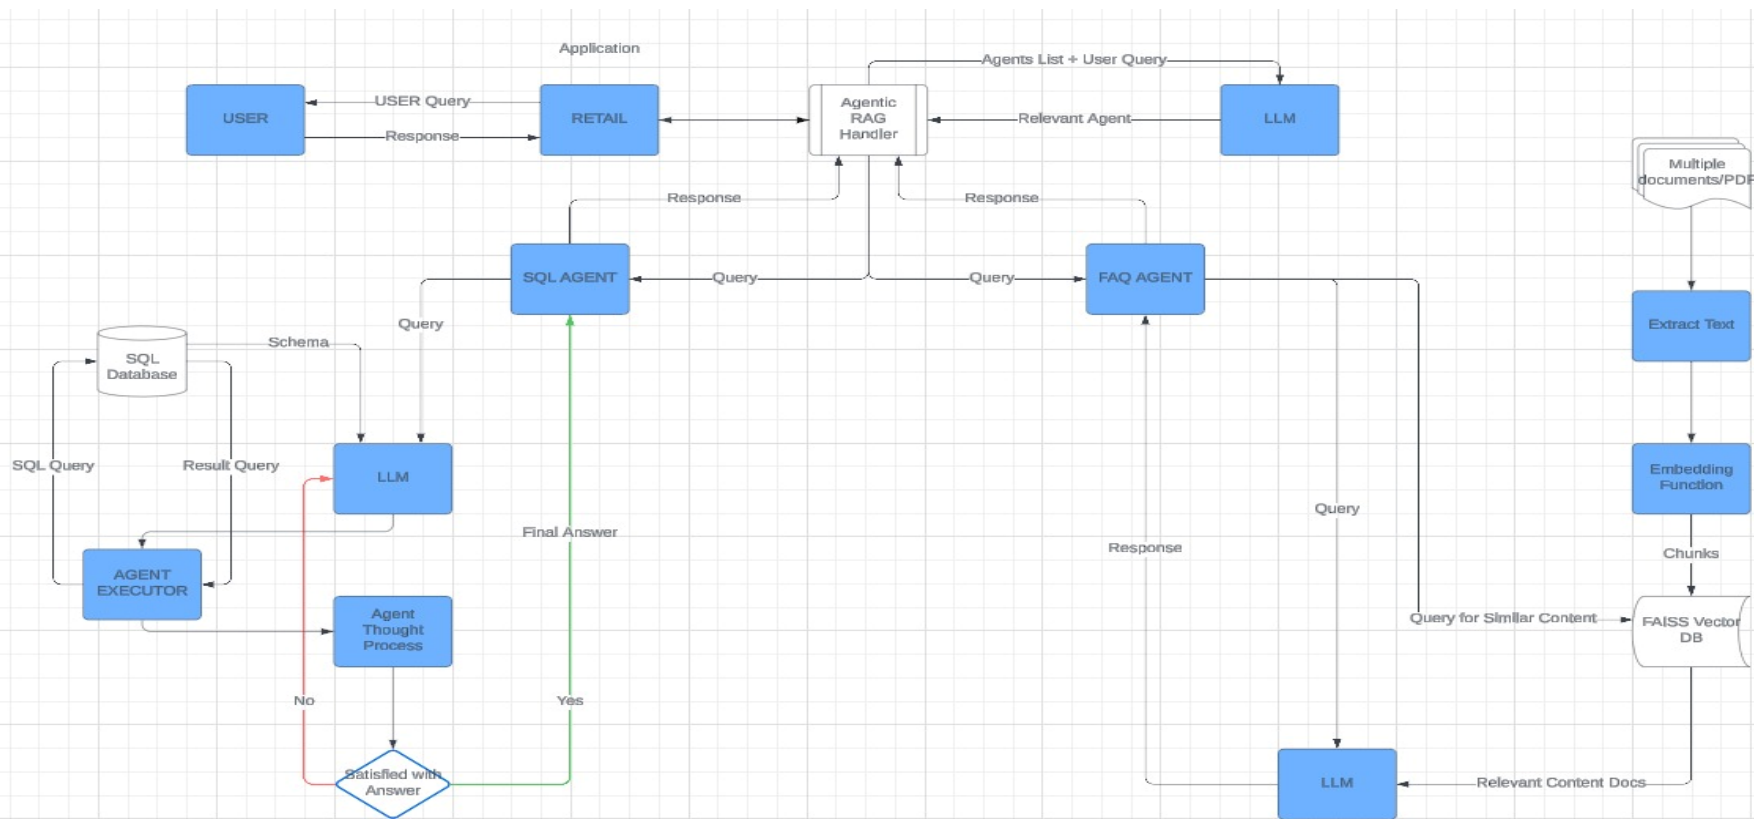 Application
Agents List + User Query
USER
USER Query
Response
RETAIL
Agentic
RAG
Handler
Relevant Agent
LLM
Multiple
documents/PDF
Response
Response
SQL AGENT
Query
Query
FAQ AGENT
Query
Schema
SQL
Database
Extract Text
SQL Query
Result Query
LLM
Embedding
Function
Query
Final Answer
Response
Chunks
AGENT
EXECUTOR
Agent
Thought
Process
Query for Similar Content
FAISS Vector
DB
No
Yes
Satisfied with
Answer
LLM
Relevant Content Docs